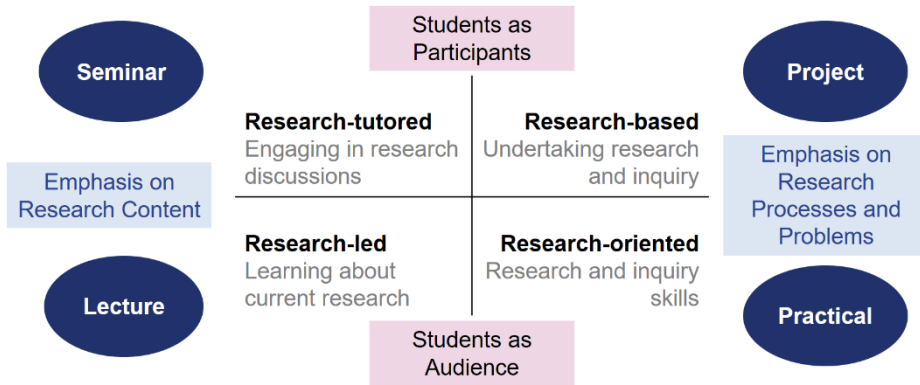 Students as
Participants
Seminar
Project
Research-tutored
Engaging in research
discussions
Research-based
Undertaking research
and inquiry
Emphasis on
Research Content
Emphasis on
Research
Processes and
Problems
Research-led
Learning about
current research
Research-oriented
Research and inquiry
skills
Lecture
Practical
Students as
Audience